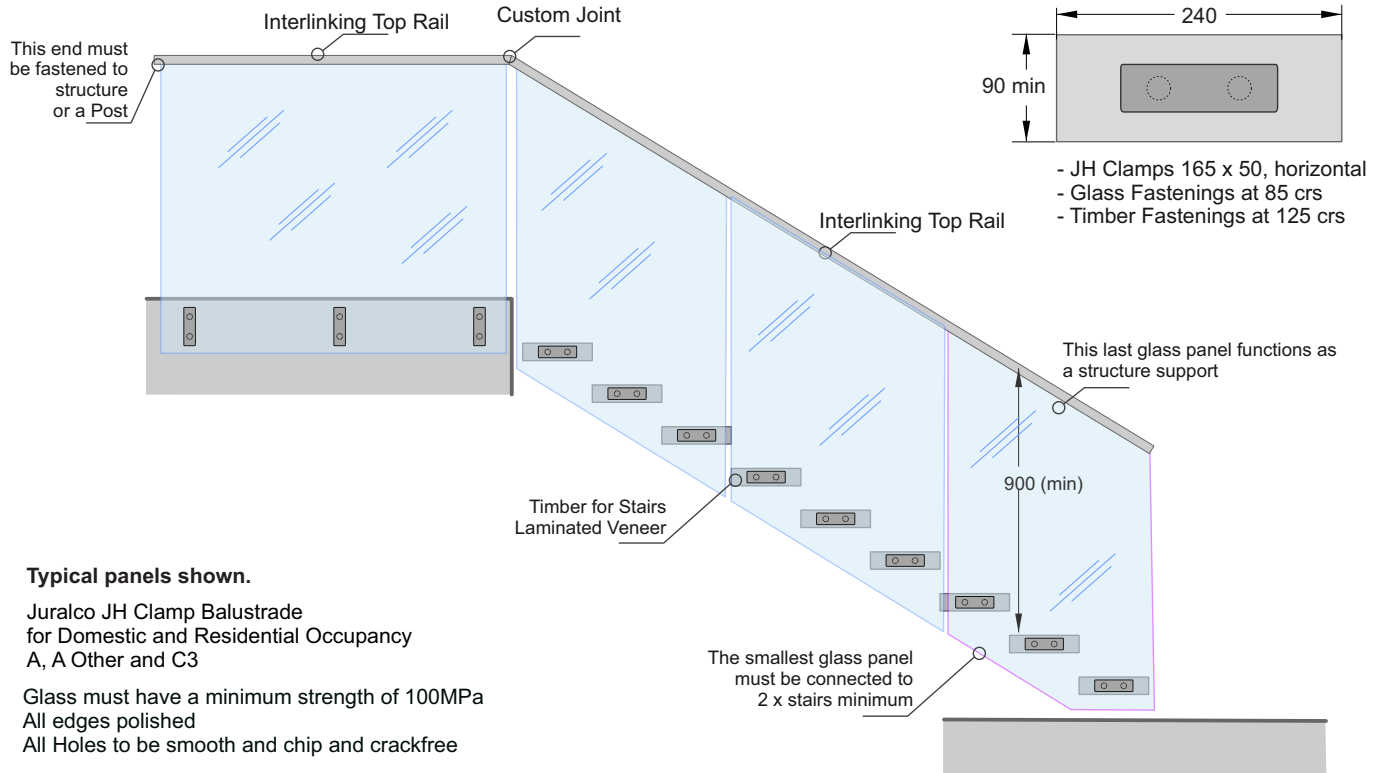 Interlinking Top Rail
Custom Joint
This end must
be fastened to
structure
or a Post
240
90 min
- JH Clamps 165 x 50, horizontal
- Glass Fastenings at 85 crs
- Timber Fastenings at 125 crs
Interlinking Top Rail
This last glass panel functions as
a structure support
900 (min)
Timber for Stairs
Laminated Veneer
The smallest glass panel
must be connected to
2 x stairs minimum
Typical panels shown.
Juralco JH Clamp Balustrade
for Domestic and Residential Occupancy
A, A Other and C3
Glass must have a minimum strength of 100MPa
All edges polished
All Holes to be smooth and chip and crackfree